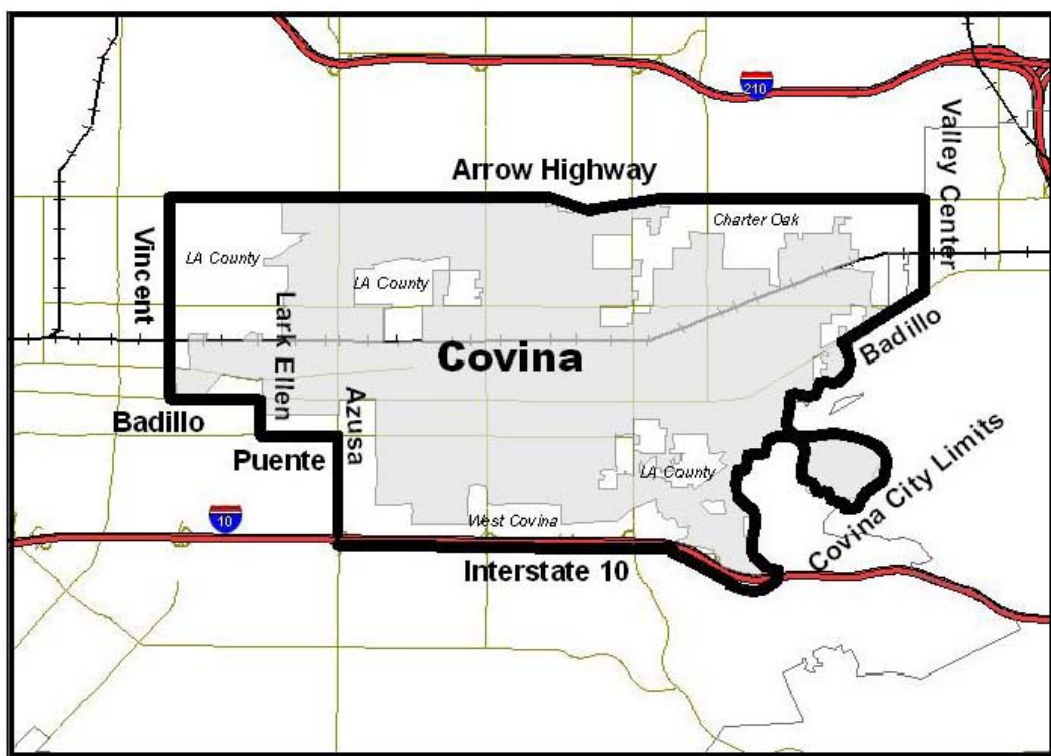 210
Arrow Highway
Valley Center
Charter Oak
Vincent
LA County
LA County
Lark Ellen
Covina
Badillo
Azusa
Badillo
Puente
LA County
Covina City Limits
10
West Covina
Interstate 10